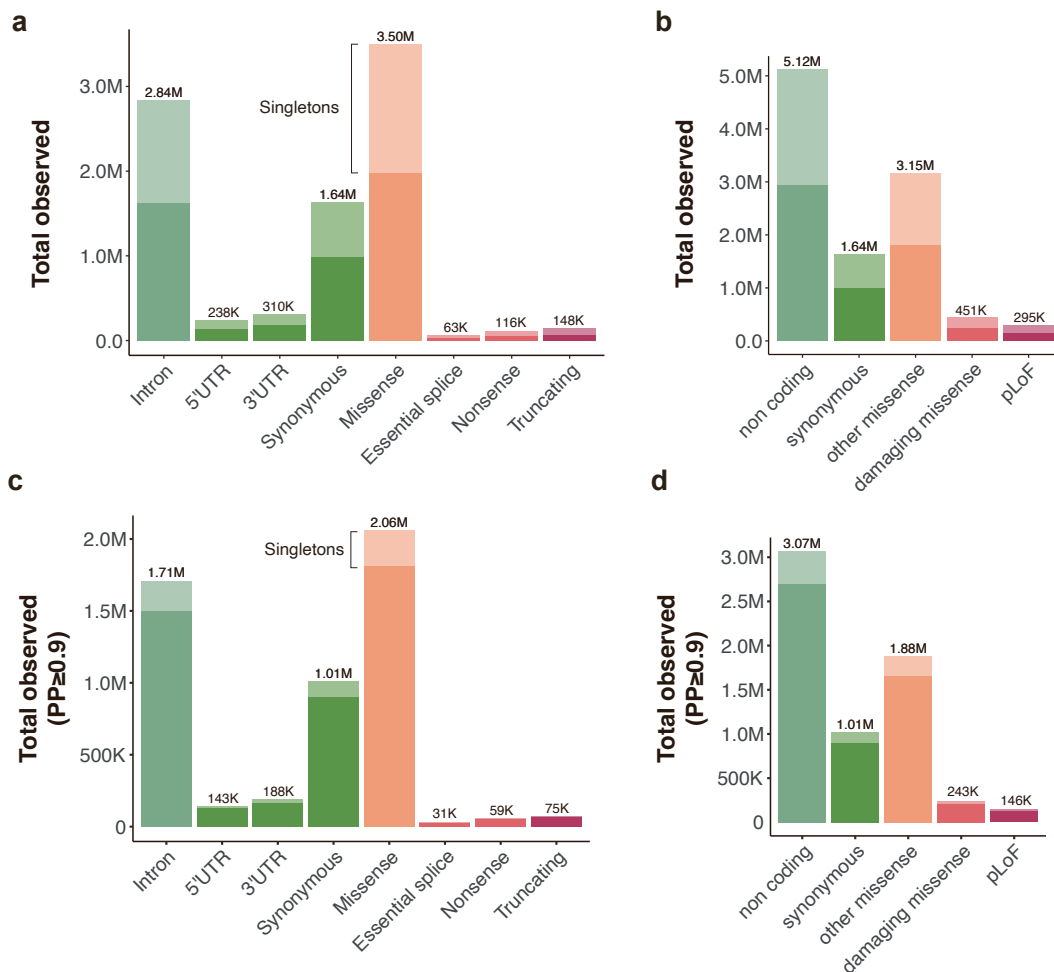 a
Total observed
3.0M
2.0M
1.0M
0.0
2.84M
238K
310K
1.64M
3.50M
63K
116K
148K
Singletons
Intron
5'UTR
3'UTR
Synonymous
Missense
Essential splice
Nonsense
Truncating
b
Total observed
5.0M
4.0M
3.0M
2.0M
1.0M
0.0
5.12M
1.64M
3.15M
451K
295K
non coding
synonymous
other missense
damaging missense
pLoF
c
Total observed
(PP≥0.9)
2.0M
1.5M
1.0M
500K
0
1.71M
143K
188K
1.01M
2.06M
31K
59K
75K
Singletons
Intron
5'UTR
3'UTR
Synonymous
Missense
Essential splice
Nonsense
Truncating
d
Total observed
(PP≥0.9)
3.0M
2.5M
2.0M
1.5M
1.0M
500K
0
3.07M
1.01M
1.88M
243K
146K
non coding
synonymous
other missense
damaging missense
pLoF